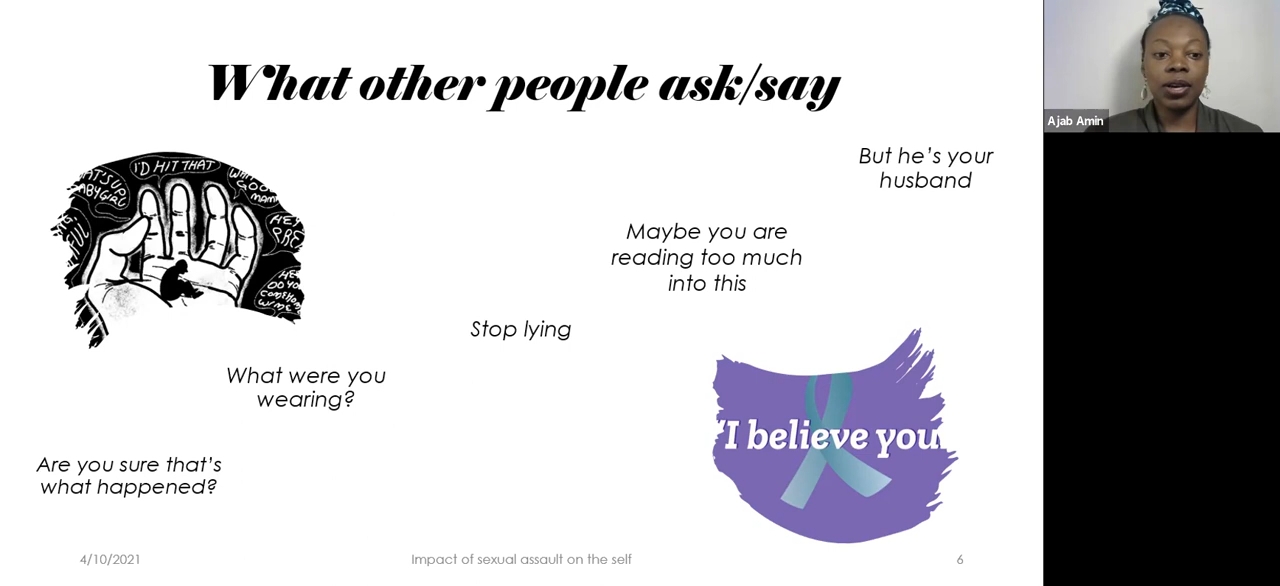 What other people ask/say
Ajab Amin
I'D HIT THAT
But he's your
husband
Maybe you are
reading too much
into this
Stop lying
What were you
wearing?
"I believe you
Are you sure that's
what happened?
4/10/2021
Impact of sexual assault on the self
6